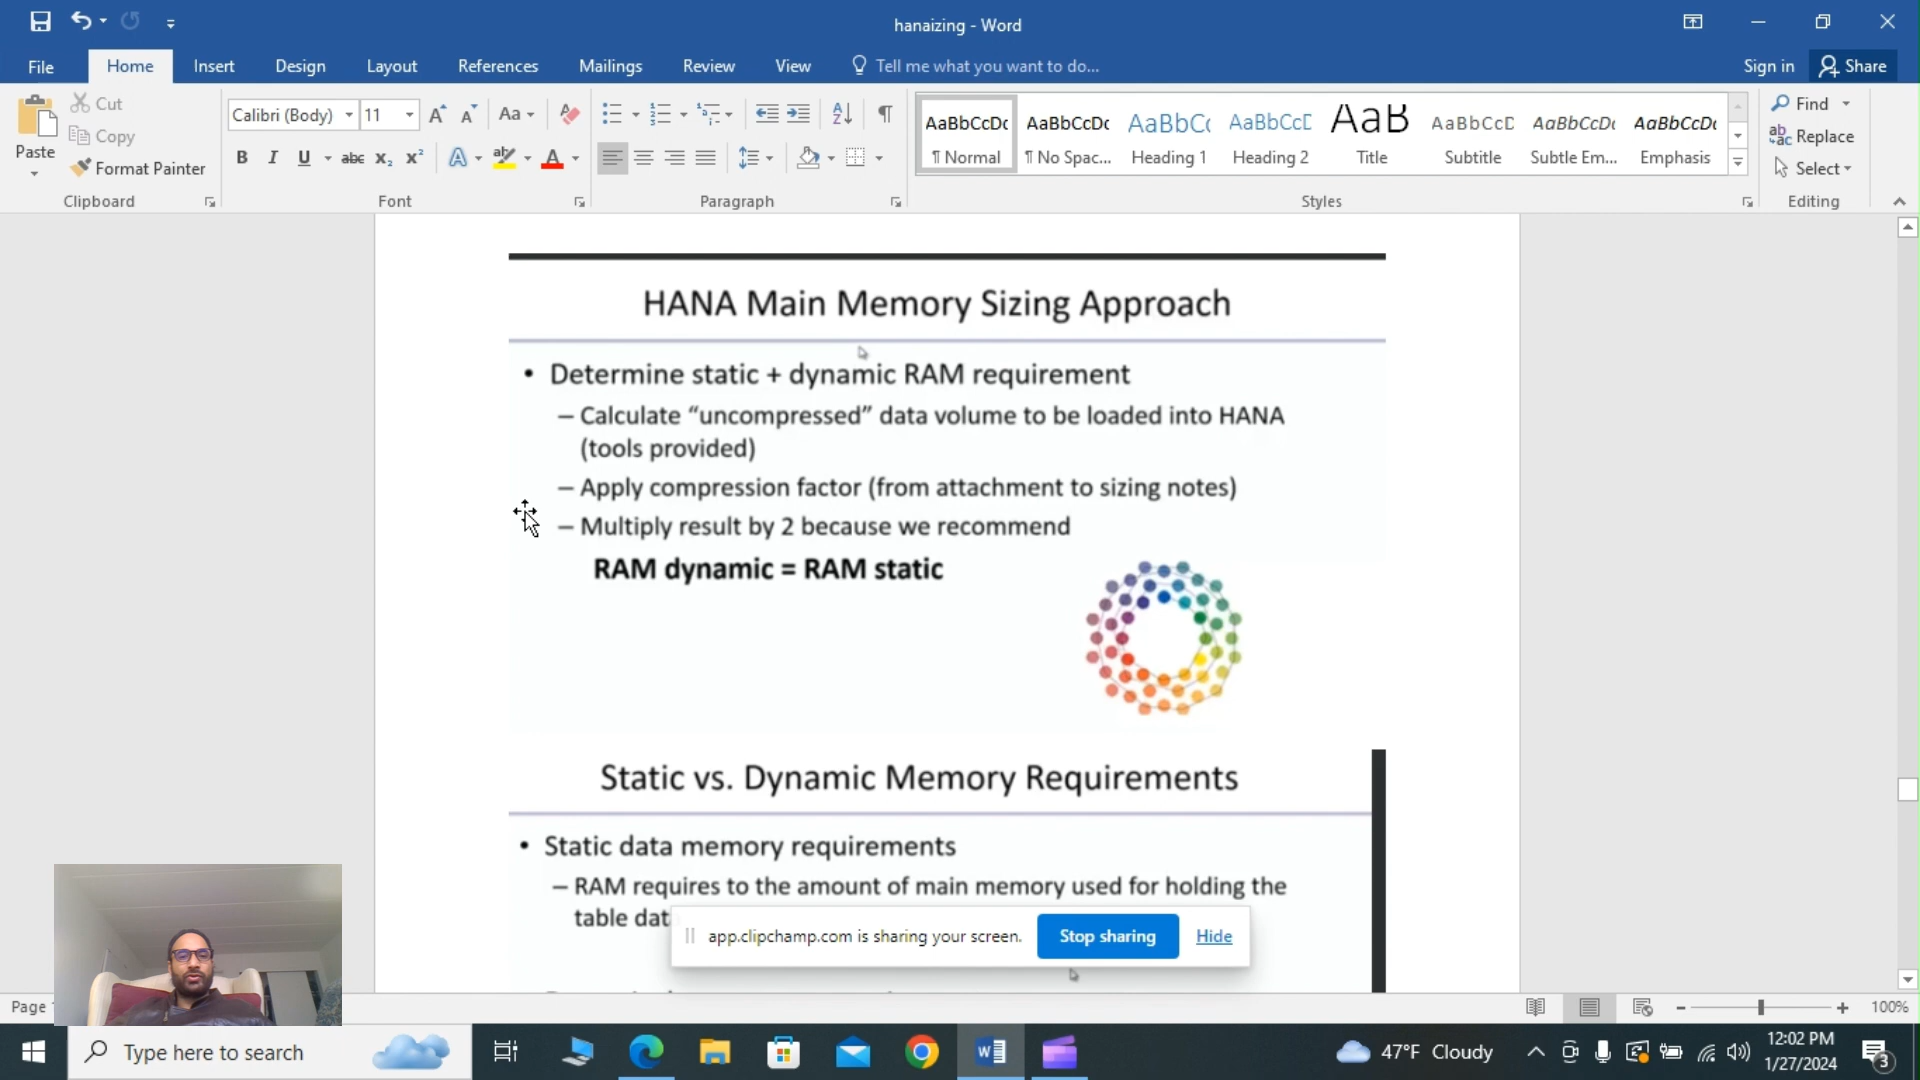 hanaizing - Word
File Home Insert Design Layout References Mailings Review View Tell me what you want to do... Sign in Share
Paste
Cut
Copy
Format Painter
Clipboard
Calibri (Body) 11
Font
Paragraph
AaBbCcDc AaBbCcDc AaBbCc AaBbCcD AaB AaBbCcD AaBbCcDc AaBbCcDc
¶ Normal ¶ No Spac... Heading 1 Heading 2 Title Subtitle Subtle Em... Emphasis
Styles
Find
Replace
Select
Editing
HANA Main Memory Sizing Approach
• Determine static + dynamic RAM requirement
– Calculate “uncompressed” data volume to be loaded into HANA
(tools provided)
– Apply compression factor (from attachment to sizing notes)
– Multiply result by 2 because we recommend
RAM dynamic = RAM static
Static vs. Dynamic Memory Requirements
• Static data memory requirements
– RAM requires to the amount of main memory used for holding the
table dat
app.clipchamp.com is sharing your screen. Stop sharing Hide
Page
100%
Type here to search
47°F Cloudy
12:02 PM
1/27/2024
3